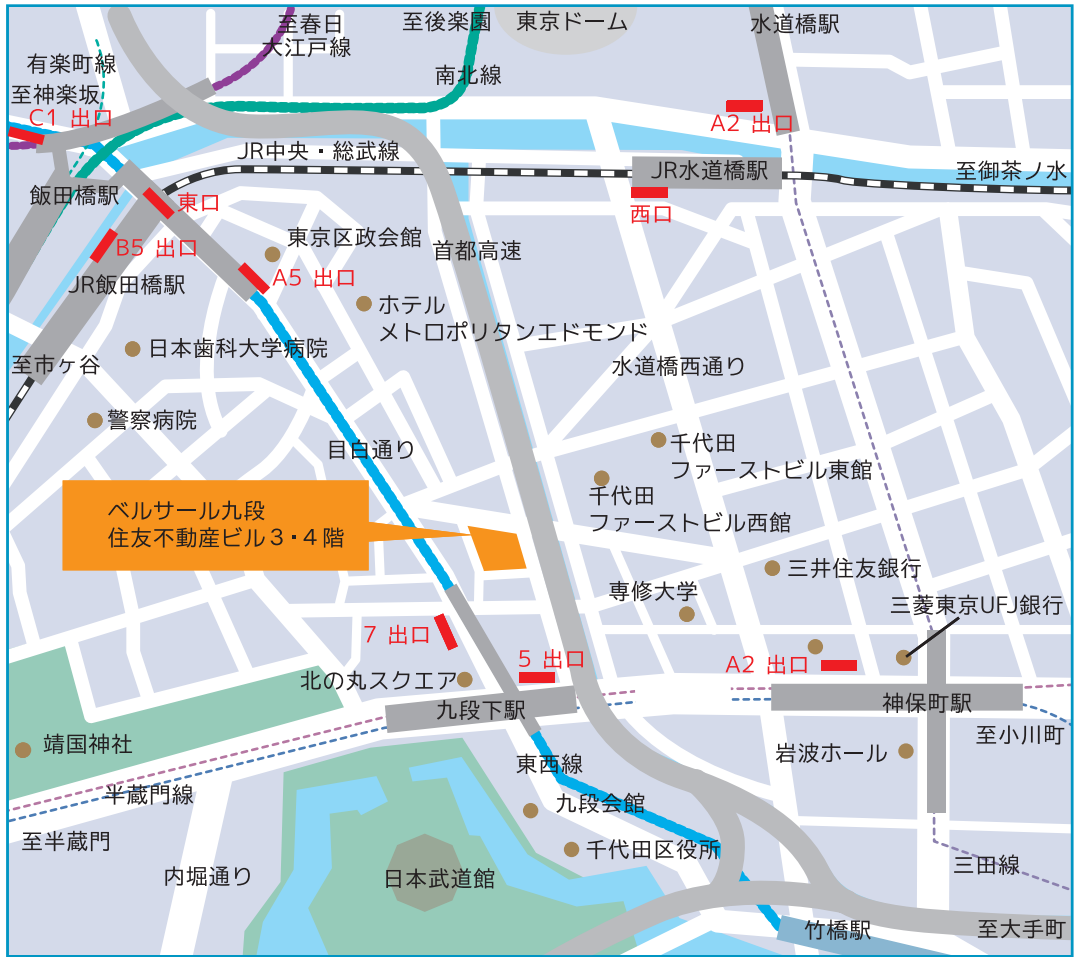 至春日
大江戸線
至後楽園
東京ドーム
水道橋駅
有楽町線
至神楽坂
南北線
C1 出口
A2 出口
JR中央・総武線
JR水道橋駅
至御茶ノ水
飯田橋駅
東口
西口
B5 出口
東京区政会館
首都高速
JR飯田橋駅
A5 出口
ホテル
メトロポリタンエドモンド
日本歯科大学病院
至市ヶ谷
水道橋西通り
警察病院
目白通り
千代田
ファーストビル東館
千代田
ファーストビル西館
ベルサール九段
住友不動産ビル3・4階
三井住友銀行
専修大学
三菱東京UFJ銀行
7 出口
5 出口
A2 出口
北の丸スクエア
九段下駅
神保町駅
靖国神社
至小川町
岩波ホール
東西線
半蔵門線
九段会館
至半蔵門
千代田区役所
内堀通り
日本武道館
三田線
竹橋駅
至大手町